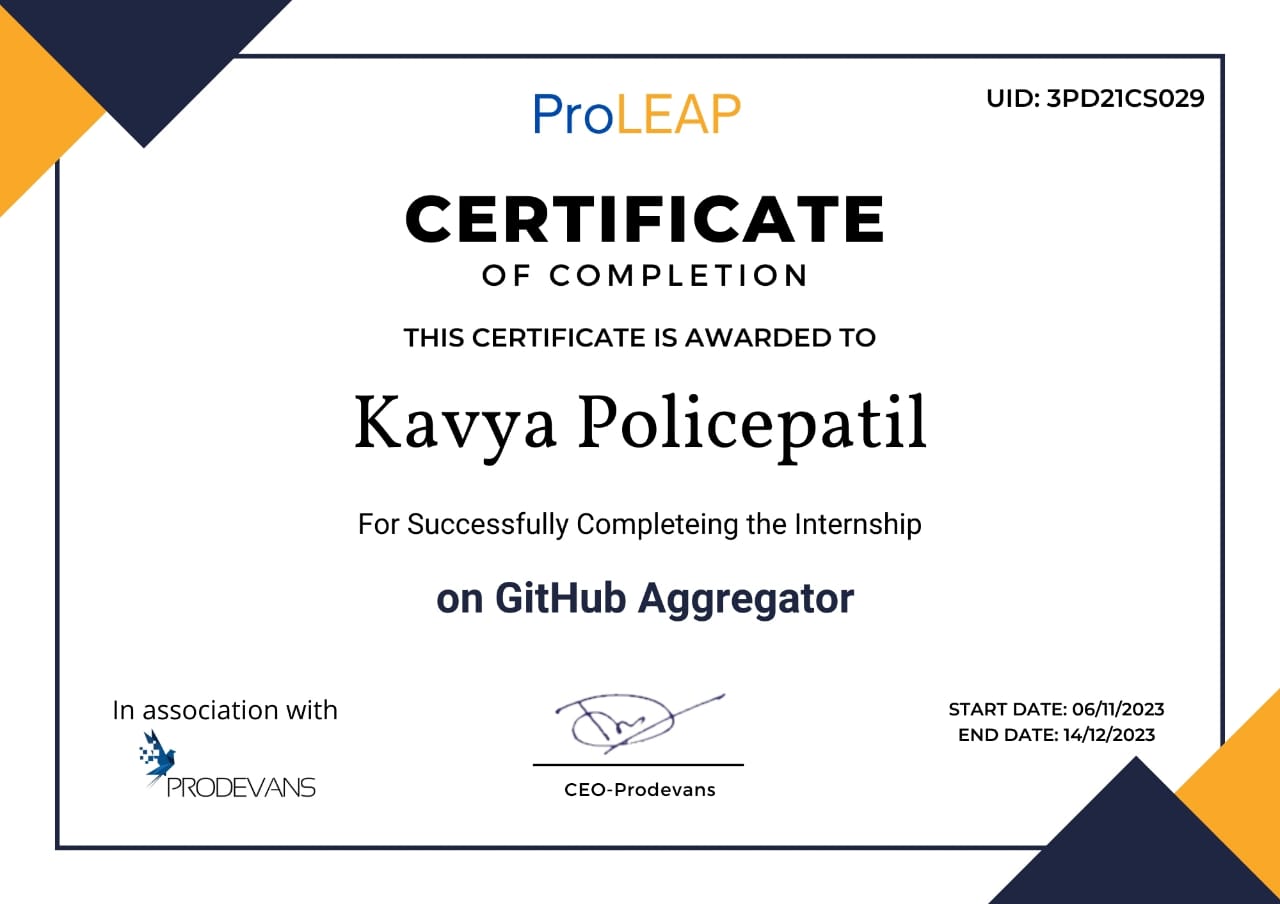 ProLEAP
UID: 3PD21CS029
CERTIFICATE
OF COMPLETION
THIS CERTIFICATE IS AWARDED TO
Kavya Policepatil
For Successfully Completeing the Internship
on GitHub Aggregator
In association with
PRODEVANS
CEO-Prodevans
START DATE: 06/11/2023
END DATE: 14/12/2023